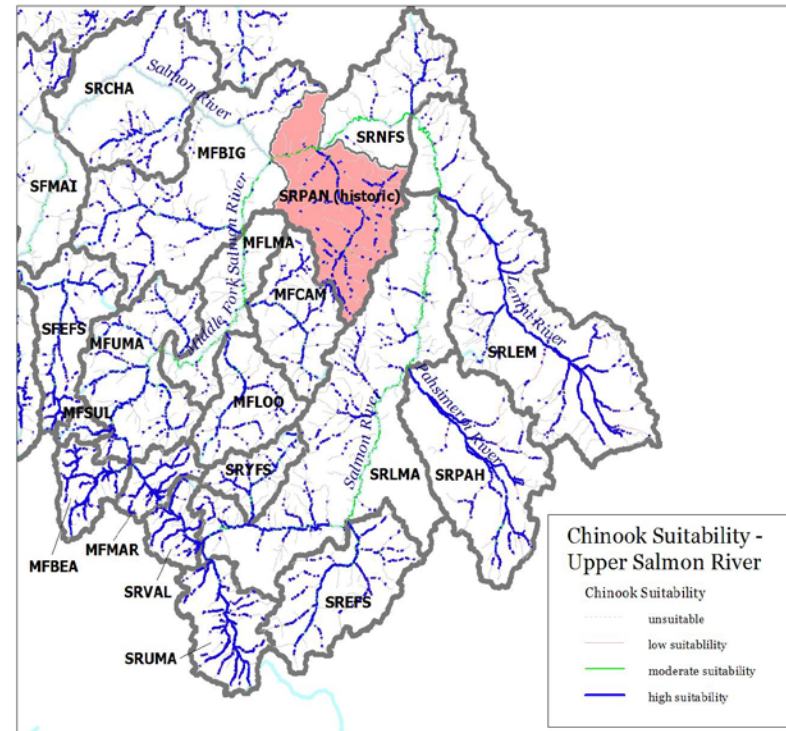 SRCHA
Salmon River
SRNFS
MFBIG
SFMAI
SRPAN (historic)
MFLMA
Middle Fork Salmon River
MFCAM
Lemhi River
SFEFS
MFUMA
SRLEM
MFLOO
Pahsimeroi River
MFSUL
Salmon River
SRYFS
SRLMA
SRPAH
MFBEA
MFMAR
SRVAL
SREFS
SRUMA
Chinook Suitability -
Upper Salmon River
Chinook Suitability
unsuitable
low suitablility
moderate suitability
high suitability